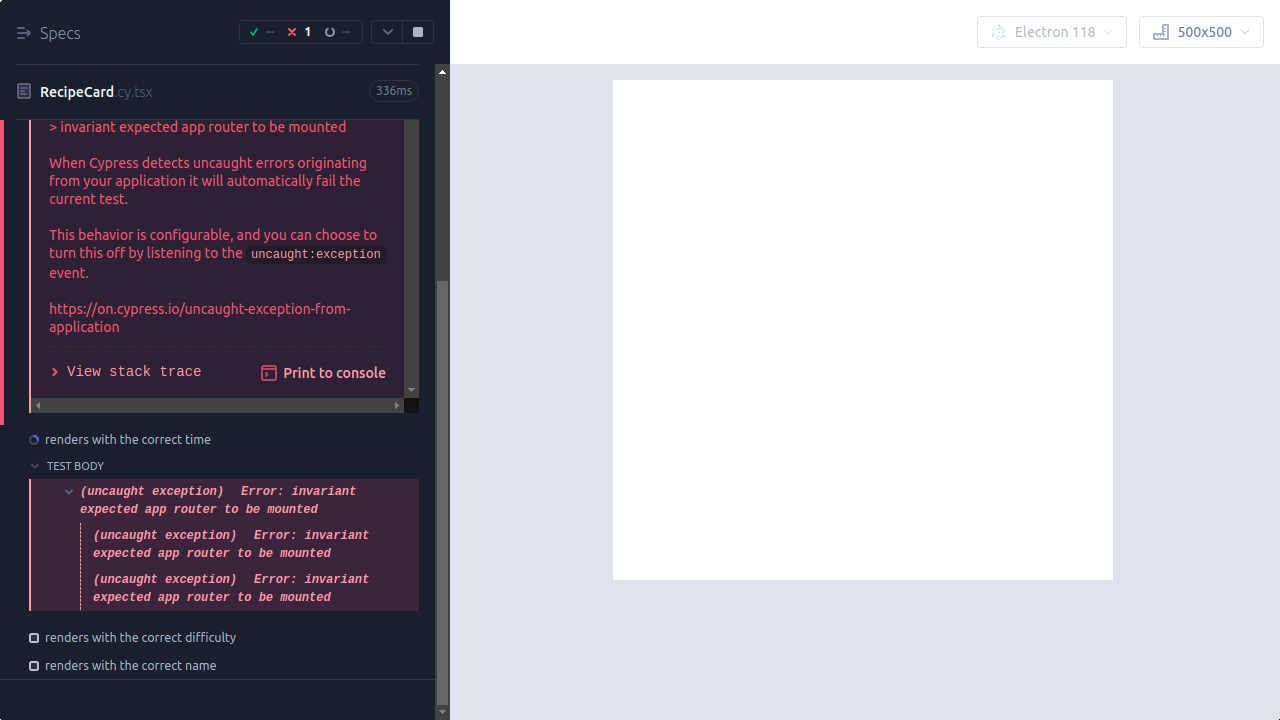 Specs
-- 1 --
Electron 118
500x500
RecipeCard.cy.tsx
336ms
> invariant expected app router to be mounted
When Cypress detects uncaught errors originating
from your application it will automatically fail the
current test.
This behavior is configurable, and you can choose to
turn this off by listening to the uncaught:exception
event.
https://on.cypress.io/uncaught-exception-from-
application
View stack trace
Print to console
renders with the correct time
TEST BODY
(uncaught exception) Error: invariant
expected app router to be mounted
(uncaught exception) Error: invariant
expected app router to be mounted
(uncaught exception) Error: invariant
expected app router to be mounted
renders with the correct difficulty
renders with the correct name